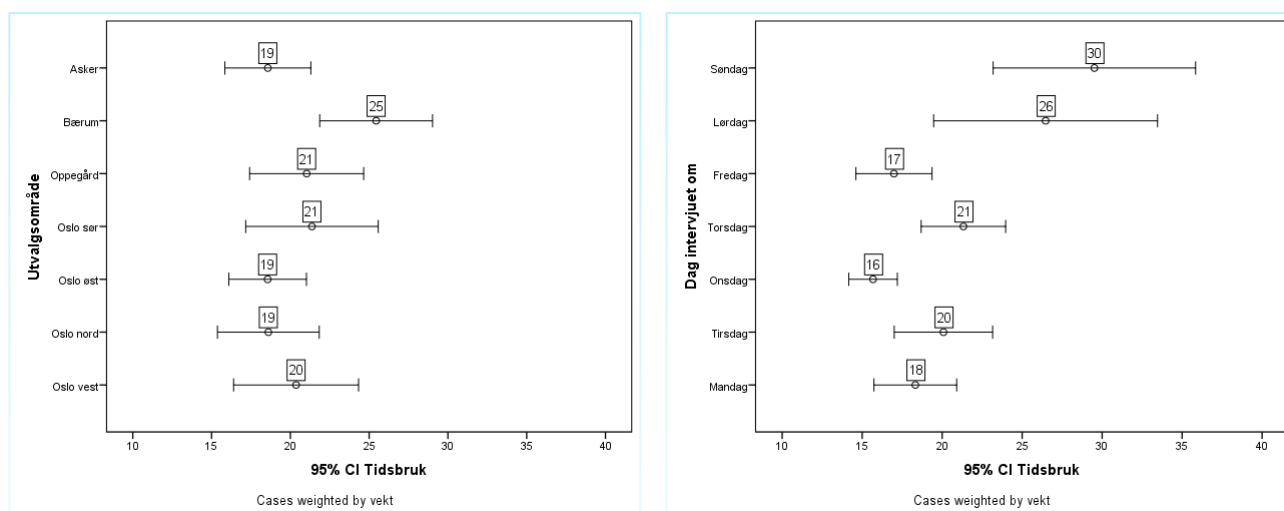 Utvalgsområde
Asker
19
Bærum
25
Oppegård
21
Oslo sør
21
Oslo øst
19
Oslo nord
19
Oslo vest
20
10 15 20 25 30 35 40
95% CI Tidsbruk
Cases weighted by vekt
Dag intervjuet om
Søndag
30
Lørdag
26
Fredag
17
Torsdag
21
Onsdag
16
Tirsdag
20
Mandag
18
10 15 20 25 30 35 40
95% CI Tidsbruk
Cases weighted by vekt